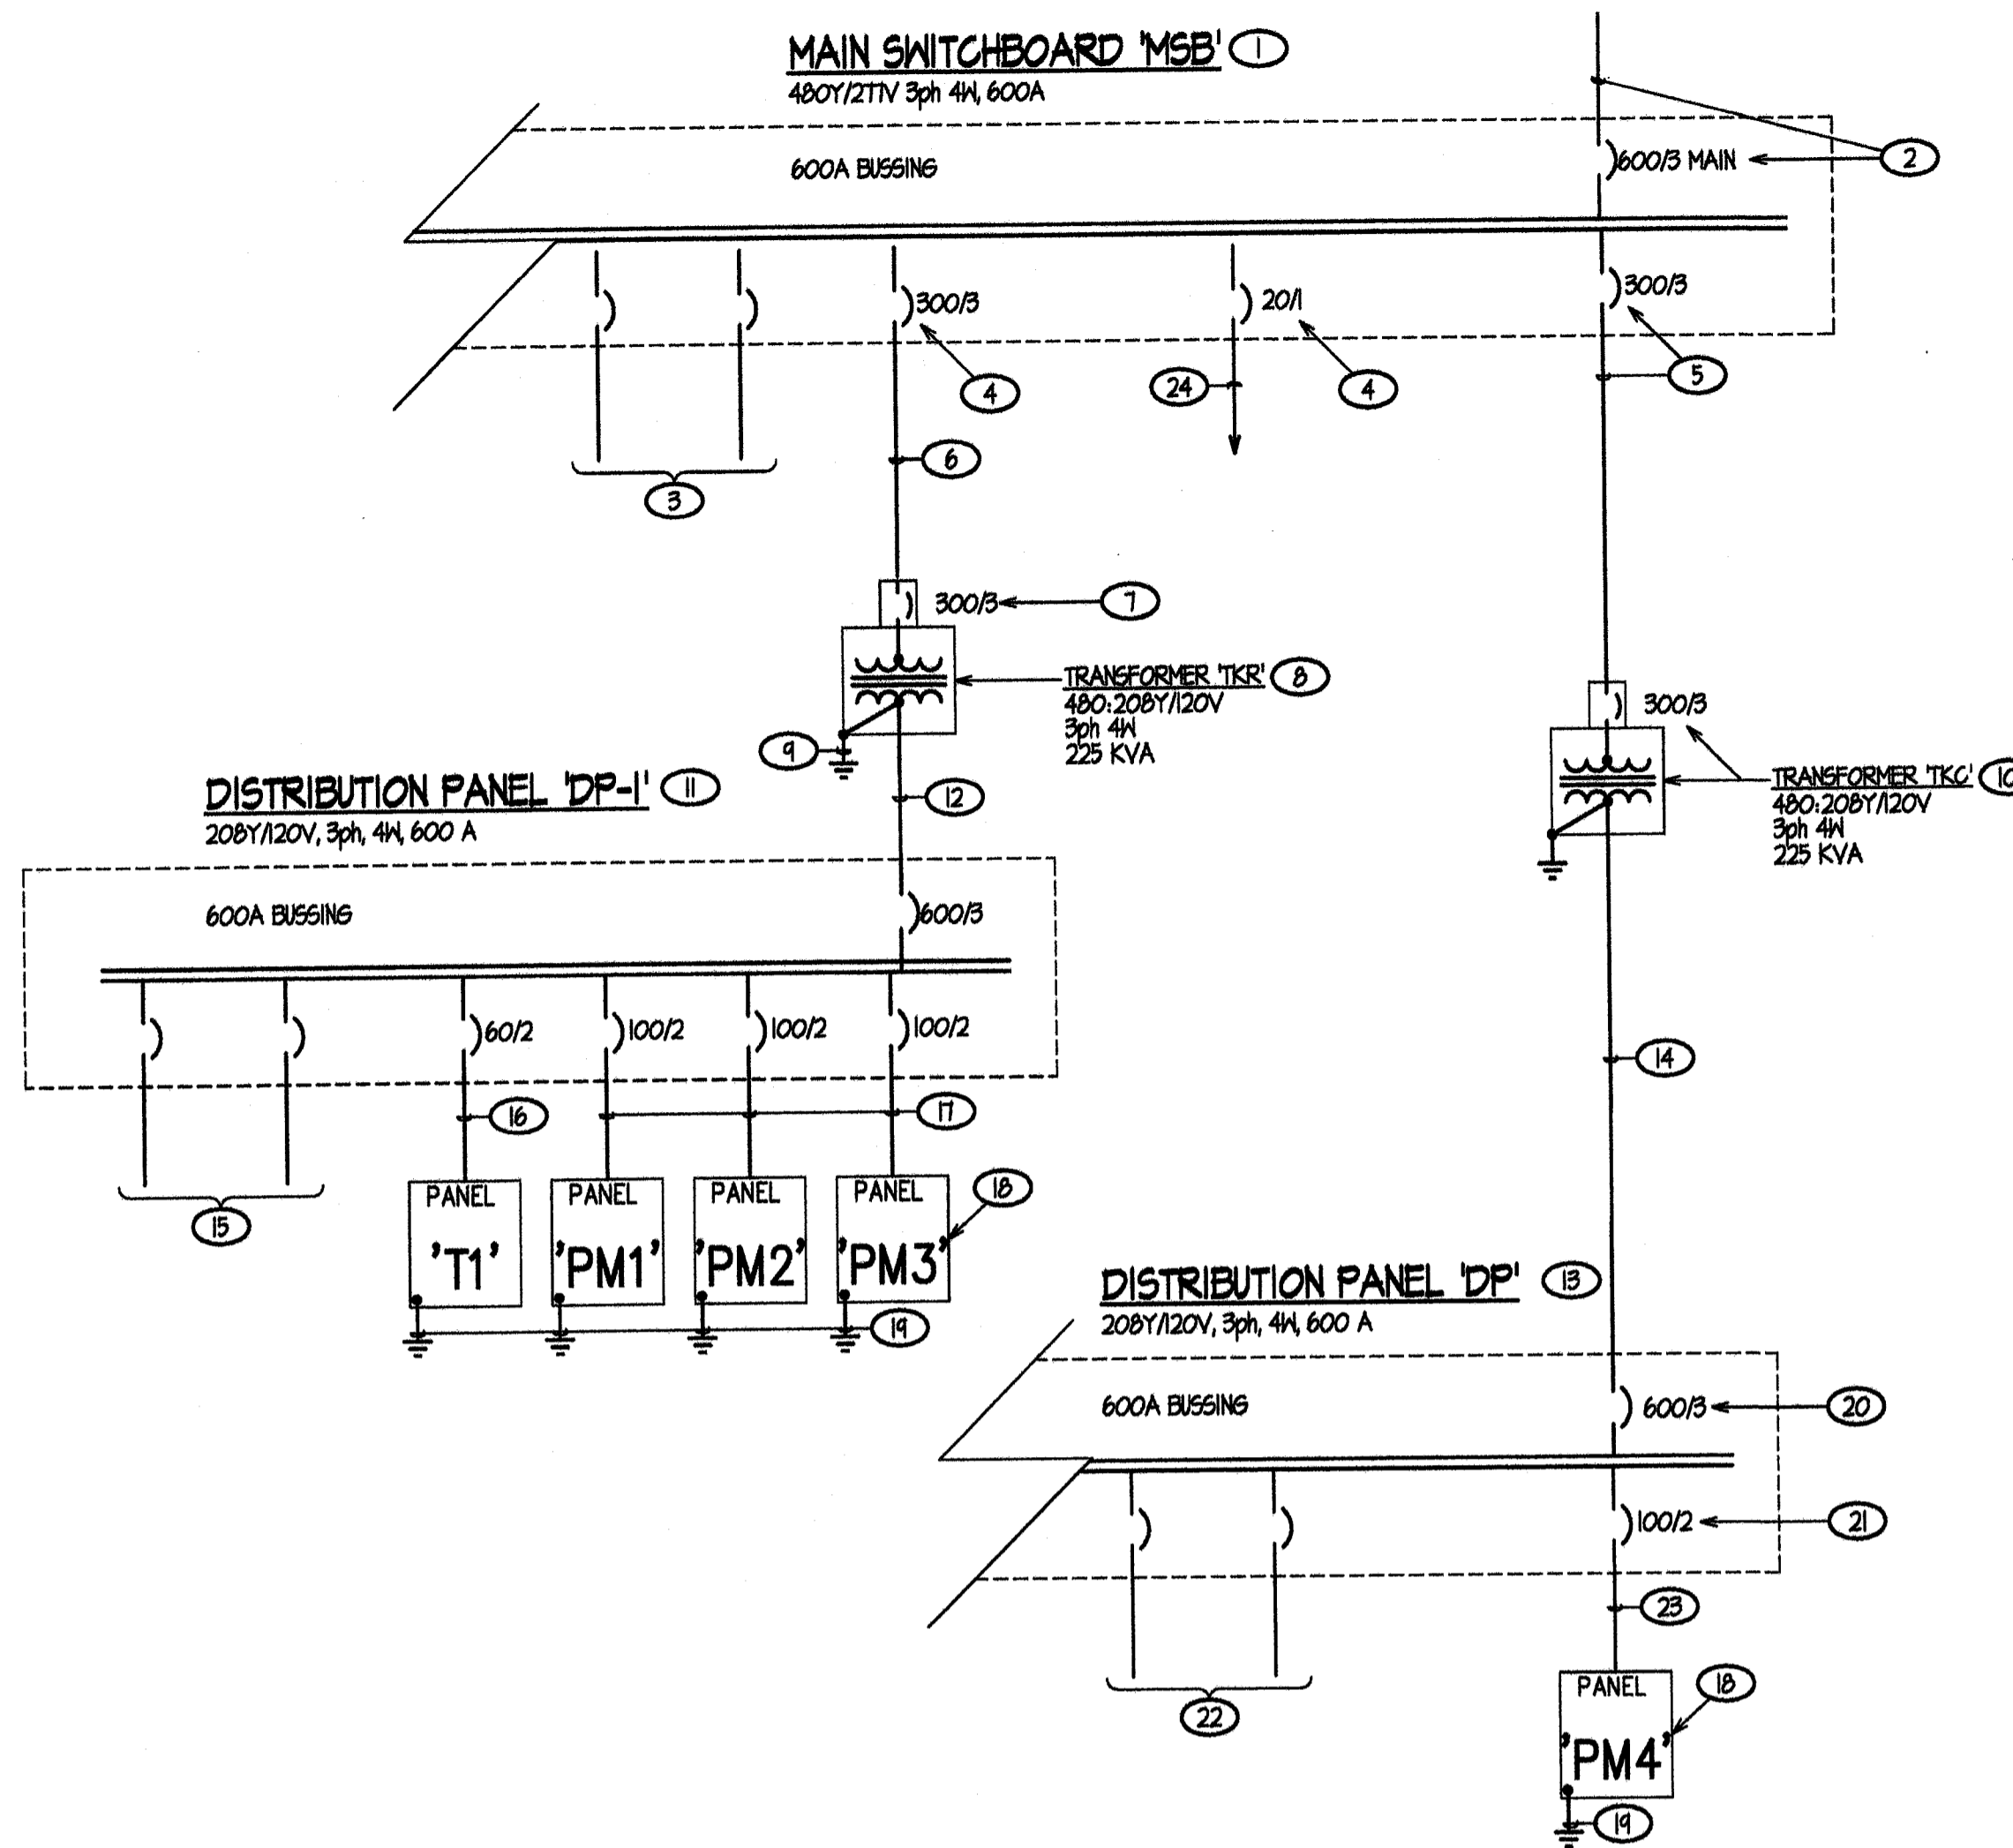 MAIN SWITCHBOARD 'MSB' 1
480Y/277V 3ph 4W, 600A
600A BUSSING
600/3 MAIN
2
300/3
20/1
300/3
4
24
4
5
6
3
300/3
7
TRANSFORMER 'TKR' 8
480:208Y/120V
3ph 4W
225 KVA
9
300/3
TRANSFORMER 'TKC' 10
480:208Y/120V
3ph 4W
225 KVA
DISTRIBUTION PANEL 'DP-1' 11
208Y/120V, 3ph, 4W, 600 A
12
600A BUSSING
600/3
60/2
100/2
100/2
100/2
14
16
17
15
PANEL
'T1'
PANEL
'PM1'
PANEL
'PM2'
PANEL
'PM3'
18
19
DISTRIBUTION PANEL 'DP' 13
208Y/120V, 3ph, 4W, 600 A
600A BUSSING
600/3
20
100/2
21
23
22
PANEL
'PM4'
18
19